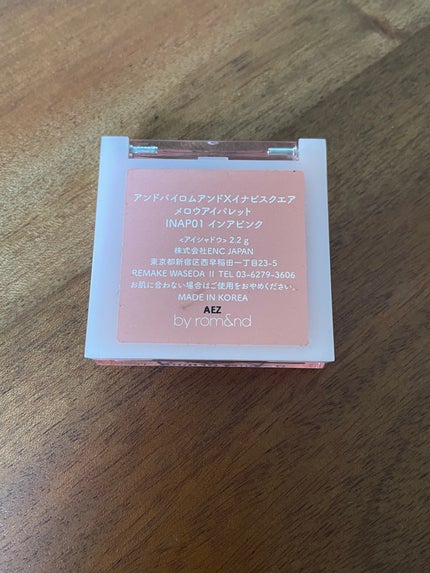 アンドバイロムアンドXイナピスクエア
メロウアイパレット
INAP01 インアピンク
<アイシャドウ> 2.2 g
株式会社ENC JAPAN
東京都新宿区西早稲田一丁目23-5
REMAKE WASEDA II TEL 03-6279-3606
お肌に合わない場合はご使用をおやめください。
MADE IN KOREA
AEZ
by rom&nd